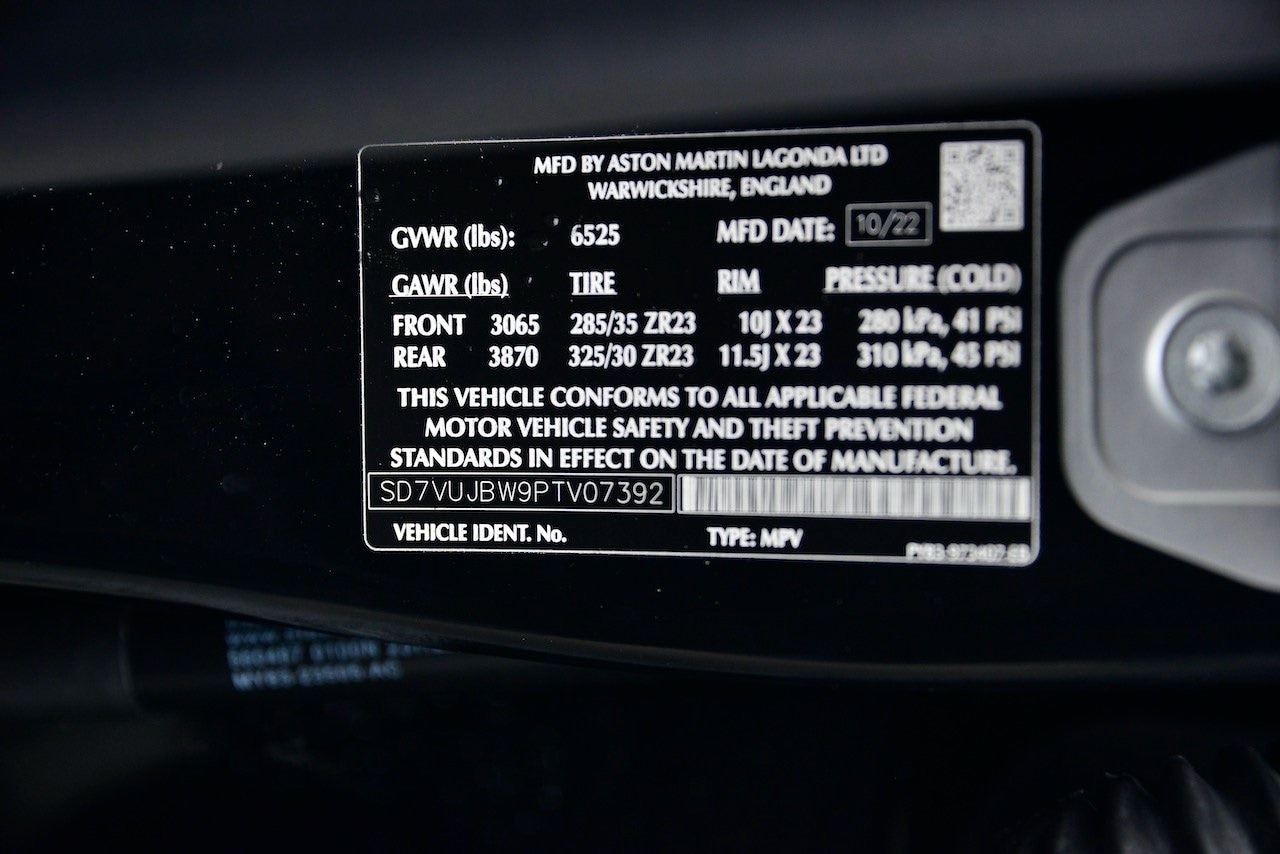 MFD BY ASTON MARTIN LAGONDA LTD
WARWICKSHIRE, ENGLAND
GVWR (lbs): 6525 MFD DATE: 10/22
GAWR (lbs) TIRE RIM PRESSURE (COLD)
FRONT 3065 285/35 ZR23 10J X 23 280 kPa, 41 PSI
REAR 3870 325/30 ZR23 11.5J X 23 310 kPa, 45 PSI
THIS VEHICLE CONFORMS TO ALL APPLICABLE FEDERAL
MOTOR VEHICLE SAFETY AND THEFT PREVENTION
STANDARDS IN EFFECT ON THE DATE OF MANUFACTURE.
SD7VUJBW9PTV07392
VEHICLE IDENT. No. TYPE: MPV